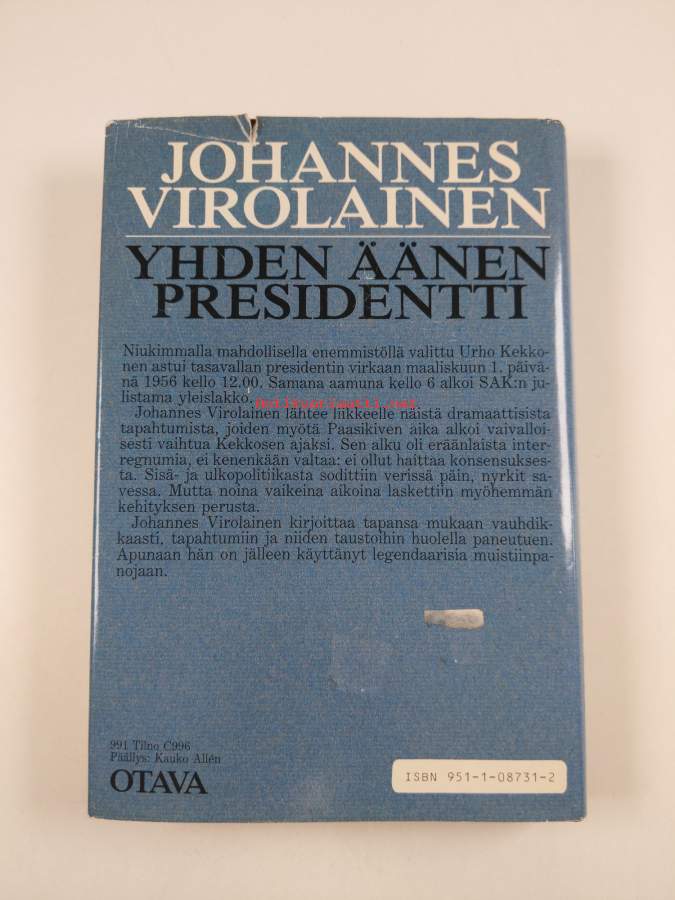 JOHANNES
VIROLAINEN
YHDEN ÄÄNEN
PRESIDENTTI
Niukimmalla mahdollisella enemmistöllä valittu Urho Kekko-
nen astui tasavallan presidentin virkaan maaliskuun 1. päivä-
nä 1956 kello 12.00. Samana aamuna kello 6 alkoi SAK:n ju-
listama yleislakko.
Johannes Virolainen lähtee liikkeelle näistä dramaattisista
tapahtumista, joiden myötä Paasikiven aika alkoi vaivalloi-
sesti vaihtua Kekkosen ajaksi. Sen alku oli eräänlaista inter-
regnumia, ei kenenkään valtaa: ei ollut haittaa konsensukses-
ta. Sisä- ja ulkopolitiikasta sodittiin verissä päin, nyrkit sa-
vessa. Mutta noina vaikeina aikoina laskettiin myöhemmän
kehityksen perusta.
Johannes Virolainen kirjoittaa tapansa mukaan vauhdik-
kaasti, tapahtumiin ja niiden taustoihin huolella paneutuen.
Apunaan hän on jälleen käyttänyt legendaarisia muistiinpa-
nojaan.
991 Tilno C996
Päällys: Kauko Allén
OTAVA
ISBN 951-1-08731-2